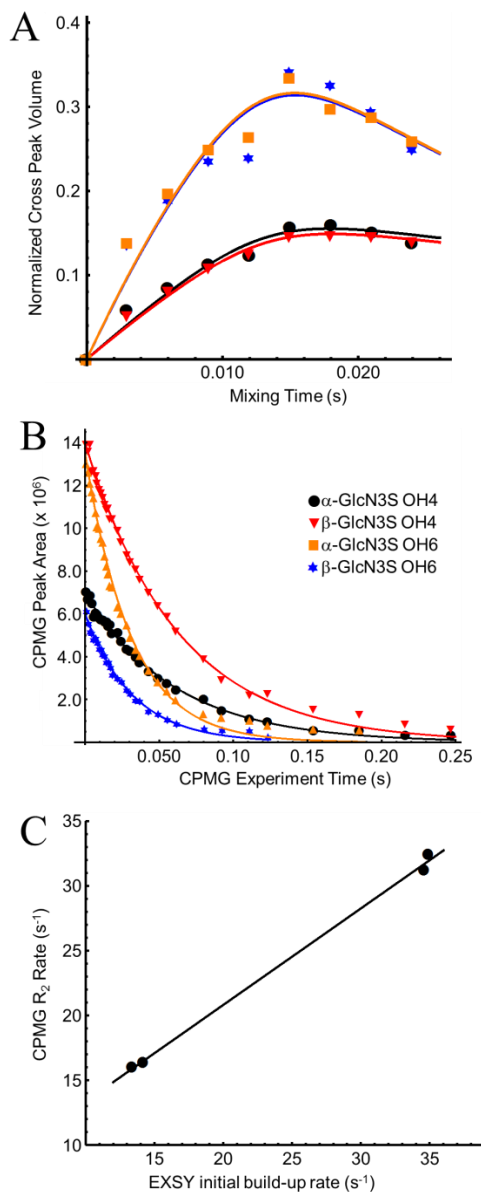 A
0.4
0.3
0.2
0.1
Normalized Cross Peak Volume
0.010
0.020
Mixing Time (s)
B
14
12
10
8.0
6.0
4.0
2.0
CPMG Peak Area (x 10⁶)
α-GlcN3S OH4
β-GlcN3S OH4
α-GlcN3S OH6
β-GlcN3S OH6
0.050
0.10
0.15
0.20
0.25
CPMG Experiment Time (s)
C
35
30
25
20
15
10
CPMG R₂ Rate (s⁻¹)
15
20
25
30
35
EXSY initial build-up rate (s⁻¹)